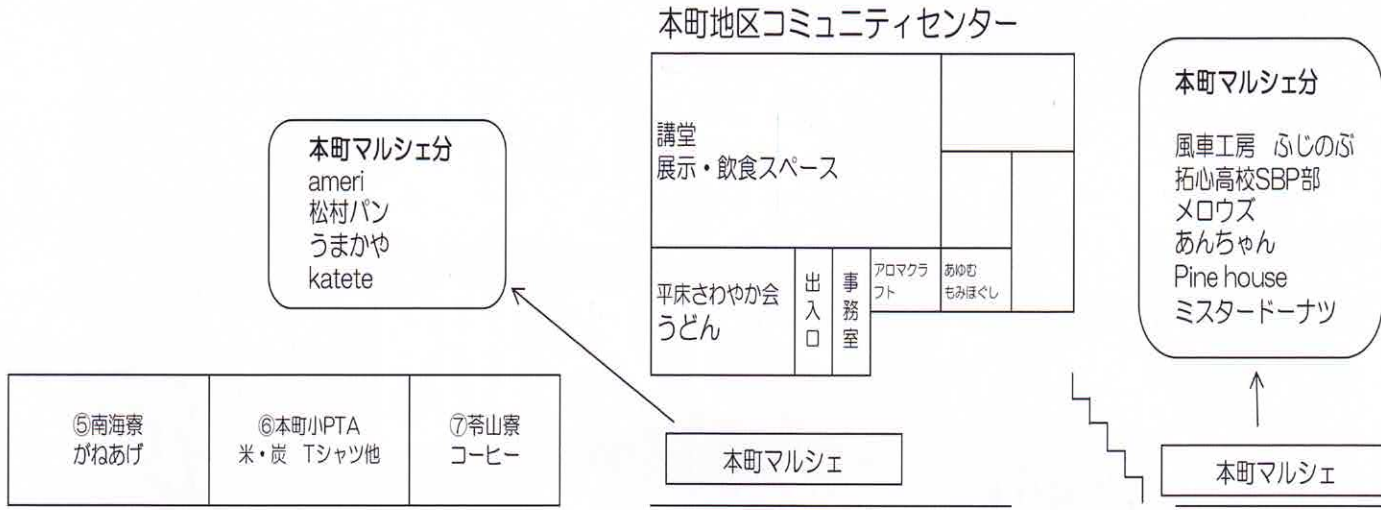 本町地区コミュニティセンター
講堂
展示・飲食スペース
平床さわやか会
うどん
出入口
事務室
アロマクラ
フト
あゆむ
もみほぐし
本町マルシェ分
ameri
松村パン
うまかや
katete
本町マルシェ分
風車工房 ふじのぶ
拓心高校SBP部
メロウズ
あんちゃん
Pine house
ミスタードーナツ
⑤南海寮
がねあげ
⑥本町小PTA
米・炭 Tシャツ他
⑦苓山寮
コーヒー
本町マルシェ
本町マルシェ